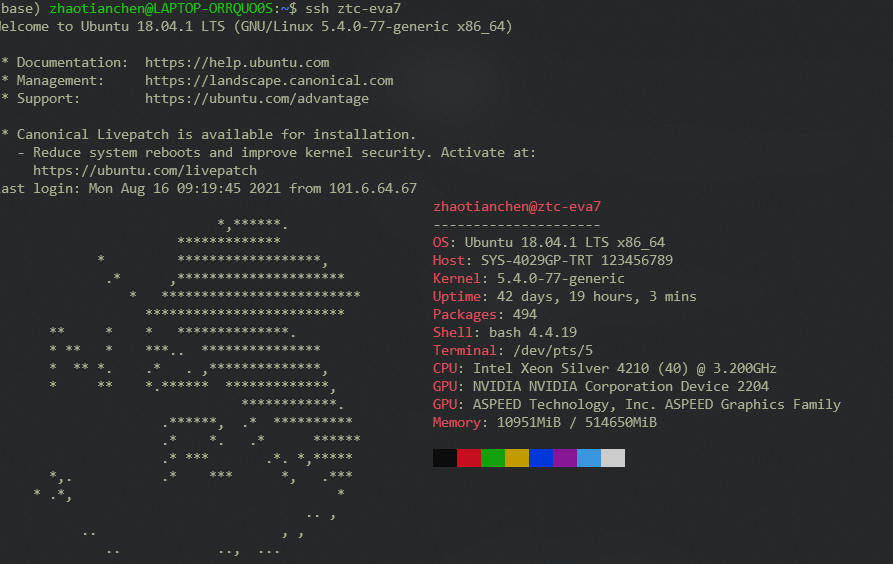 base) zhaotianchen@LAPTOP-ORRQUO0S:~$ ssh ztc-eva7
Welcome to Ubuntu 18.04.1 LTS (GNU/Linux 5.4.0-77-generic x86_64)
* Documentation:  https://help.ubuntu.com
* Management:     https://landscape.canonical.com
* Support:        https://ubuntu.com/advantage
* Canonical Livepatch is available for installation.
- Reduce system reboots and improve kernel security. Activate at:
https://ubuntu.com/livepatch
ast login: Mon Aug 16 09:19:45 2021 from 101.6.64.67
zhaotianchen@ztc-eva7
---------------------
OS: Ubuntu 18.04.1 LTS x86_64
Host: SYS-4029GP-TRT 123456789
Kernel: 5.4.0-77-generic
Uptime: 42 days, 19 hours, 3 mins
Packages: 494
Shell: bash 4.4.19
Terminal: /dev/pts/5
CPU: Intel Xeon Silver 4210 (40) @ 3.200GHz
GPU: NVIDIA NVIDIA Corporation Device 2204
GPU: ASPEED Technology, Inc. ASPEED Graphics Family
Memory: 10951MiB / 514650MiB